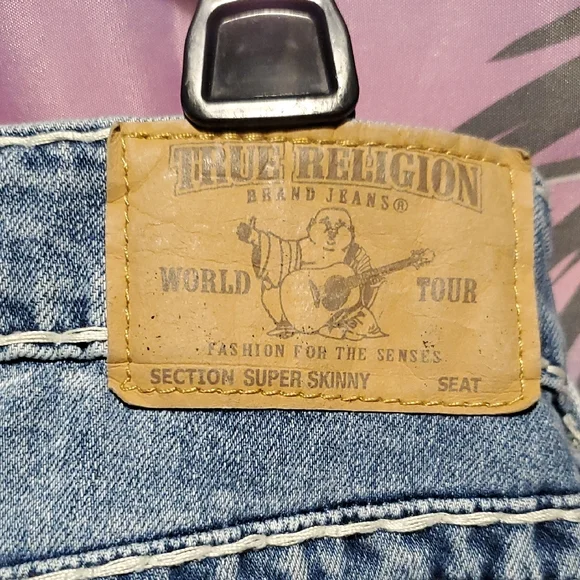 TRUE RELIGION
BRAND JEANS®
WORLD TOUR
FASHION FOR THE SENSES
SECTION SUPER SKINNY SEAT